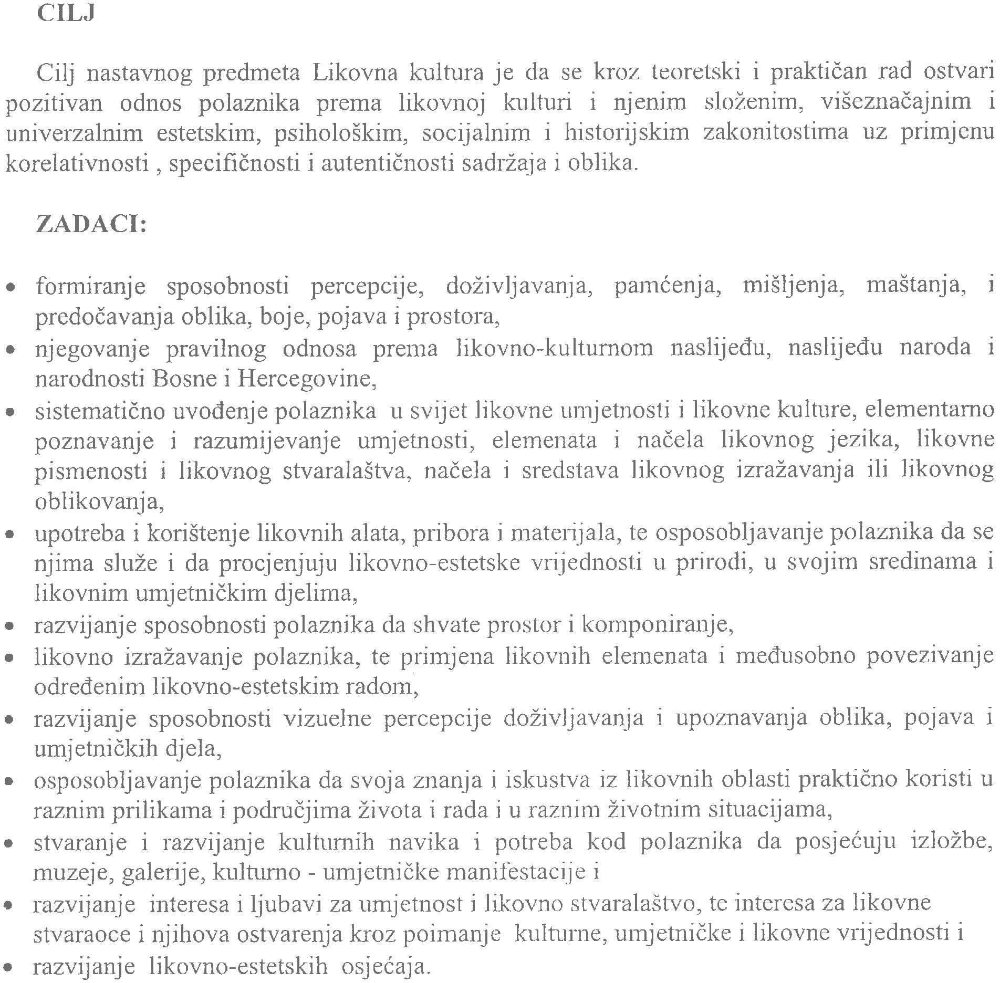 CILJ
Cilj nastavnog predmeta Likovna kultura je da se kroz teoretski i praktičan rad ostvari
pozitivan odnos polaznika prema likovnoj kulturi i njenim složenim, višeznačajnim i
univerzalnim estetskim, psihološkim, socijalnim i historijskim zakonitostima uz primjenu
korelativnosti , specifičnosti i autentičnosti sadržaja i oblika.
ZADACI:
• formiranje sposobnosti percepcije, doživljavanja, pamćenja, mišljenja, maštanja, i
predočavanja oblika, boje, pojava i prostora,
• njegovanje pravilnog odnosa prema likovno-kulturnom naslijeđu, naslijeđu naroda i
narodnosti Bosne i Hercegovine,
• sistematično uvođenje polaznika u svijet likovne umjetnosti i likovne kulture, elementarno
poznavanje i razumijevanje umjetnosti, elemenata i načela likovnog jezika, likovne
pismenosti i likovnog stvaralaštva, načela i sredstava likovnog izražavanja ili likovnog
oblikovanja,
• upotreba i korištenje likovnih alata, pribora i materijala, te osposobljavanje polaznika da se
njima služe i da procjenjuju likovno-estetske vrijednosti u prirodi, u svojim sredinama i
likovnim umjetničkim djelima,
• razvijanje sposobnosti polaznika da shvate prostor i komponiranje,
• likovno izražavanje polaznika, te primjena likovnih elemenata i međusobno povezivanje
određenim likovno-estetskim radom,
• razvijanje sposobnosti vizuelne percepcije doživljavanja i upoznavanja oblika, pojava i
umjetničkih djela,
• osposobljavanje polaznika da svoja znanja i iskustva iz likovnih oblasti praktično koristi u
raznim prilikama i područjima života i rada i u raznim životnim situacijama,
• stvaranje i razvijanje kulturnih navika i potreba kod polaznika da posjećuju izložbe,
muzeje, galerije, kulturno - umjetničke manifestacije i
• razvijanje interesa i ljubavi za umjetnost i likovno stvaralaštvo, te interesa za likovne
stvaraoce i njihova ostvarenja kroz poimanje kulturne, umjetničke i likovne vrijednosti i
• razvijanje likovno-estetskih osjećaja.